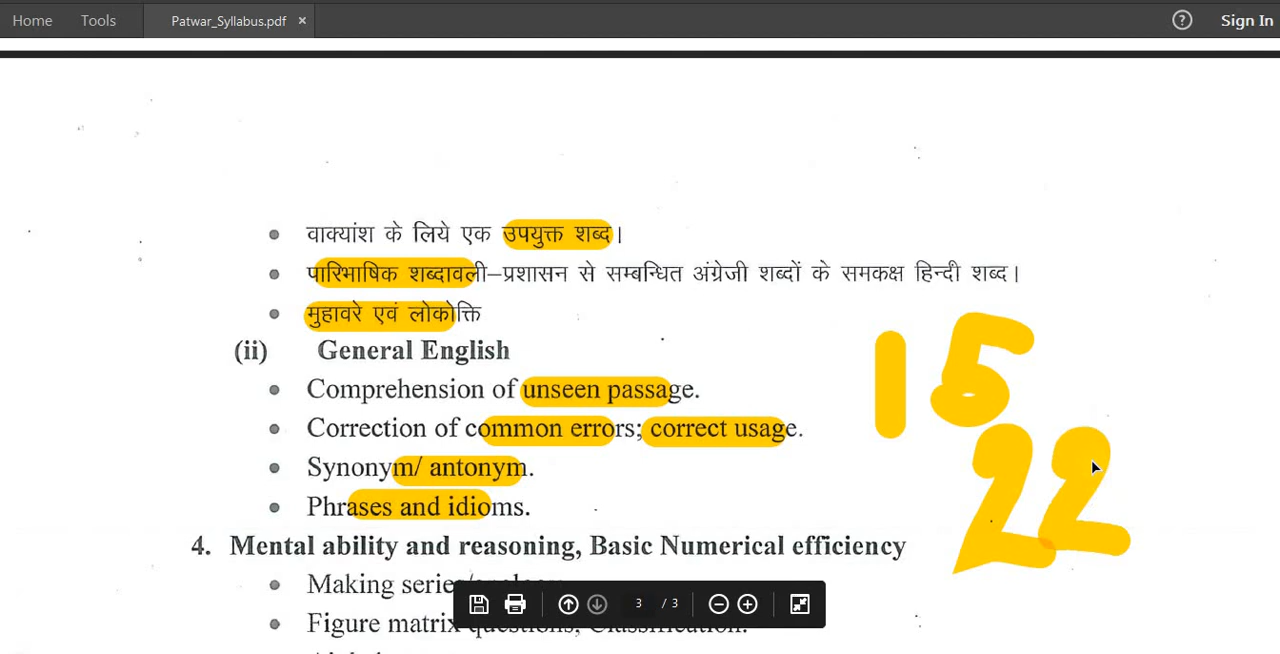 Home Tools Patwar_Syllabus.pdf × ? Sign In
• वाक्यांश के लिये एक उपयुक्त शब्द।
• पारिभाषिक शब्दावली–प्रशासन से सम्बन्धित अंग्रेजी शब्दों के समकक्ष हिन्दी शब्द।
• मुहावरे एवं लोकोक्ति
(ii) General English
• Comprehension of unseen passage.
• Correction of common errors; correct usage.
• Synonym/ antonym.
• Phrases and idioms.
15
22
4. Mental ability and reasoning, Basic Numerical efficiency
• Making
• Figure matrix
3 / 3